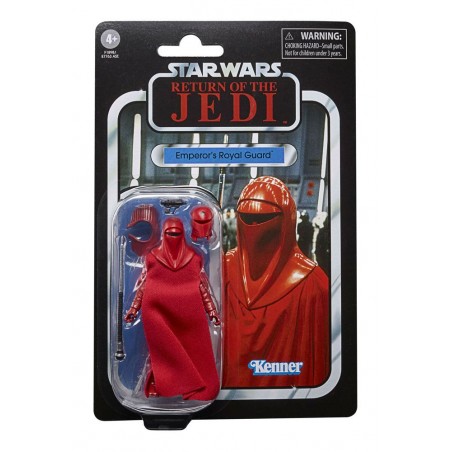 WARNING:
CHOKING HAZARD-Small parts.
Not for children under 3 years.
STAR WARS
RETURN OF THE
JEDI
Emperor's Royal Guard
Kenner